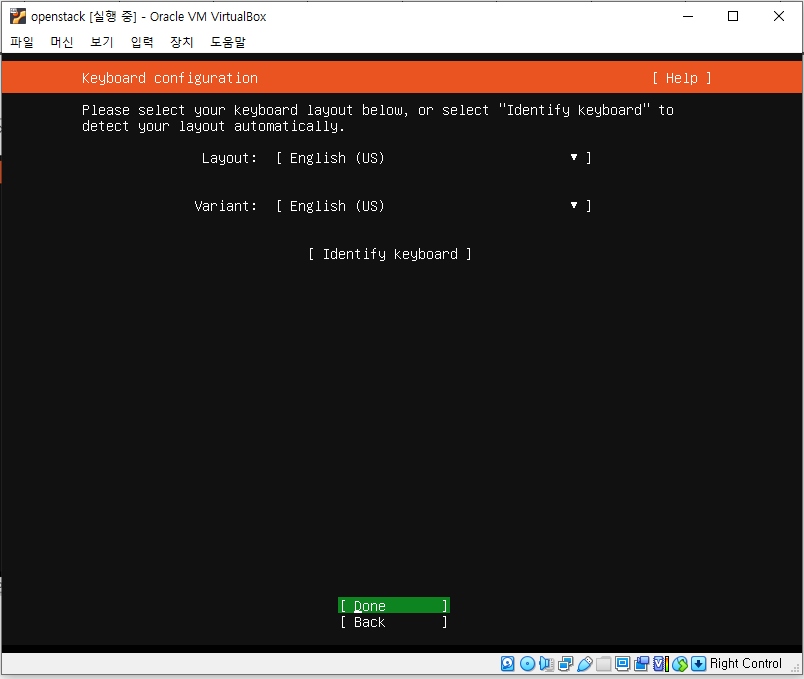 openstack [실행 중] - Oracle VM VirtualBox
파일 머신 보기 입력 장치 도움말
Keyboard configuration [ Help ]
Please select your keyboard layout below, or select "Identify keyboard" to
detect your layout automatically.
Layout: [ English (US) ▼ ]
Variant: [ English (US) ▼ ]
[ Identify keyboard ]
[ Done ]
[ Back ]
Right Control